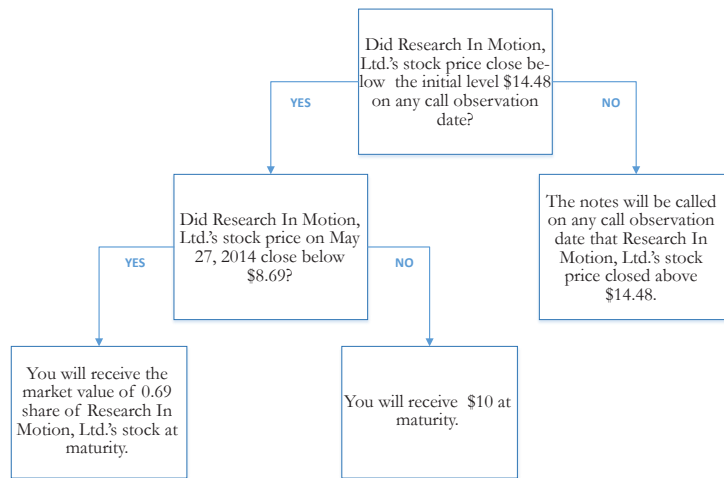 Did Research In Motion,
Ltd.'s stock price close be-
low the initial level $14.48
on any call observation
date?
YES
NO
Did Research In Motion,
Ltd.'s stock price on May
27, 2014 close below
$8.69?
The notes will be called
on any call observation
date that Research In
Motion, Ltd.'s stock
price closed above
$14.48.
YES
NO
You will receive the
market value of 0.69
share of Research In
Motion, Ltd.'s stock at
maturity.
You will receive $10 at
maturity.